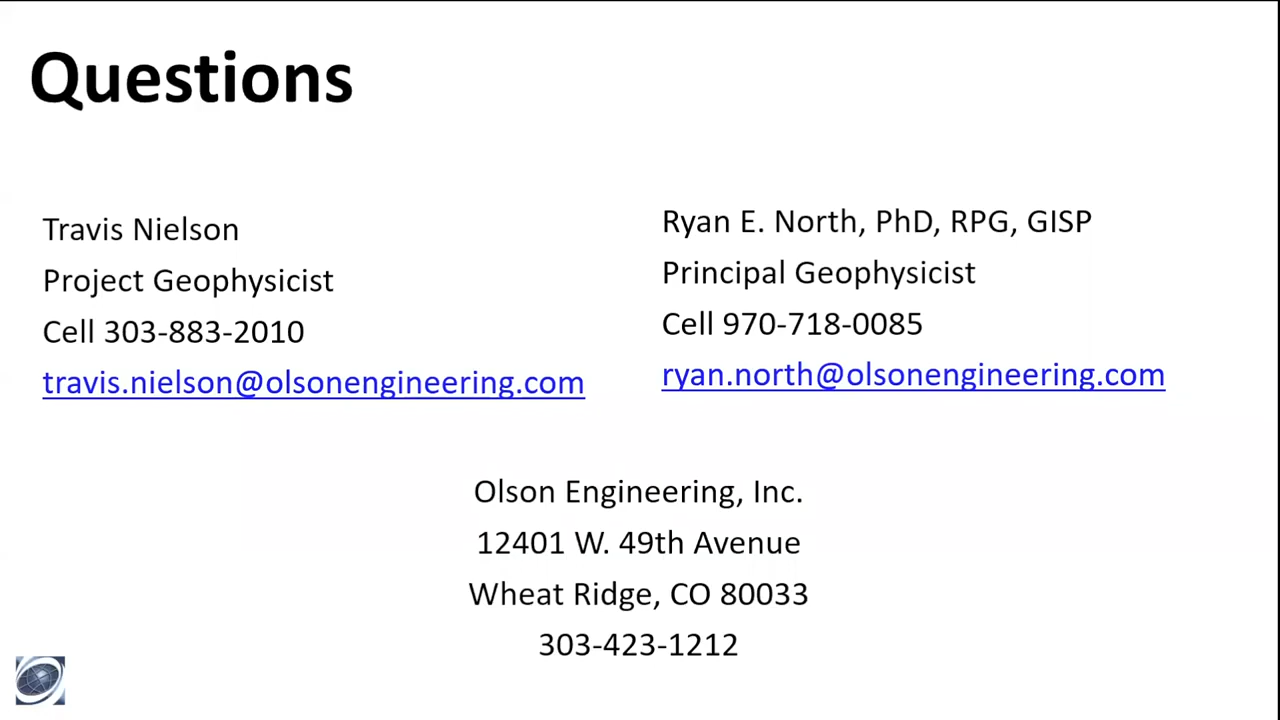 Questions
Travis Nielson
Project Geophysicist
Cell 303-883-2010
travis.nielson@olsonengineering.com
Ryan E. North, PhD, RPG, GISP
Principal Geophysicist
Cell 970-718-0085
ryan.north@olsonengineering.com
Olson Engineering, Inc.
12401 W. 49th Avenue
Wheat Ridge, CO 80033
303-423-1212